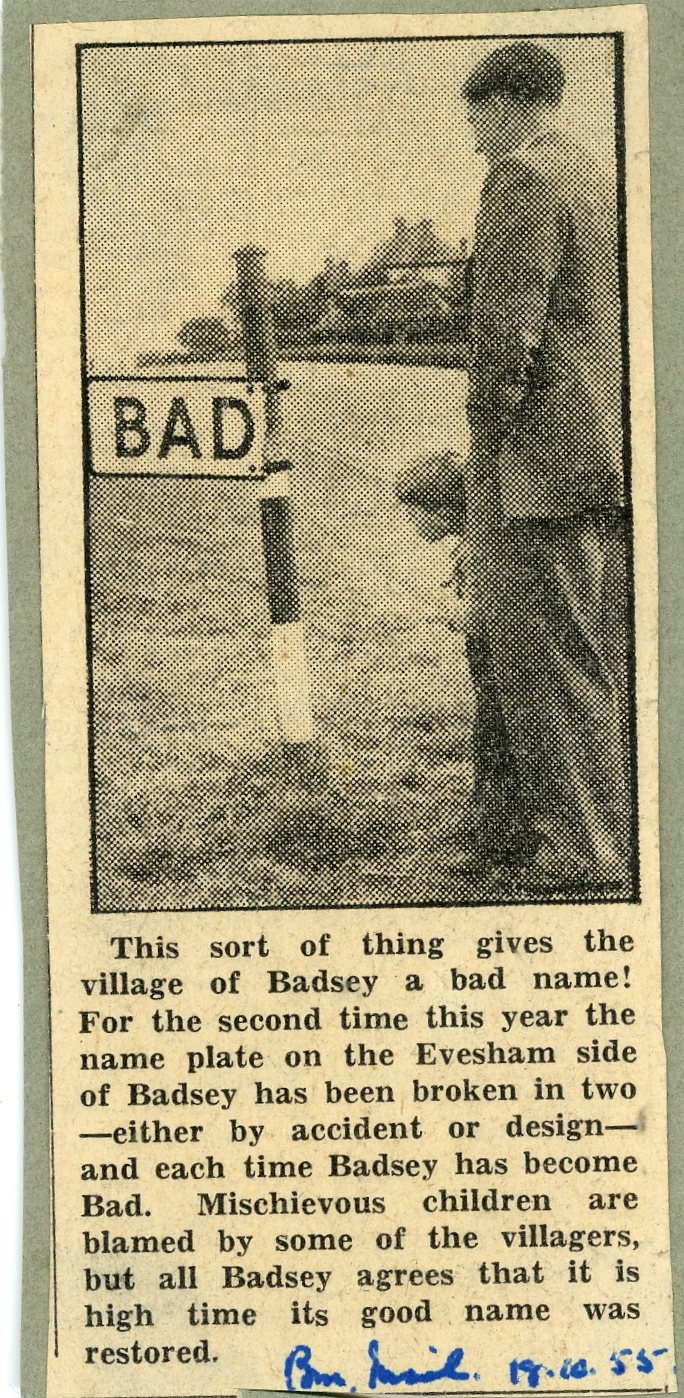 BAD
This sort of thing gives the
village of Badsey a bad name!
For the second time this year the
name plate on the Evesham side
of Badsey has been broken in two
—either by accident or design—
and each time Badsey has become
Bad. Mischievous children are
blamed by some of the villagers,
but all Badsey agrees that it is
high time its good name was
restored.
Bm. Mail. 18.10.55.